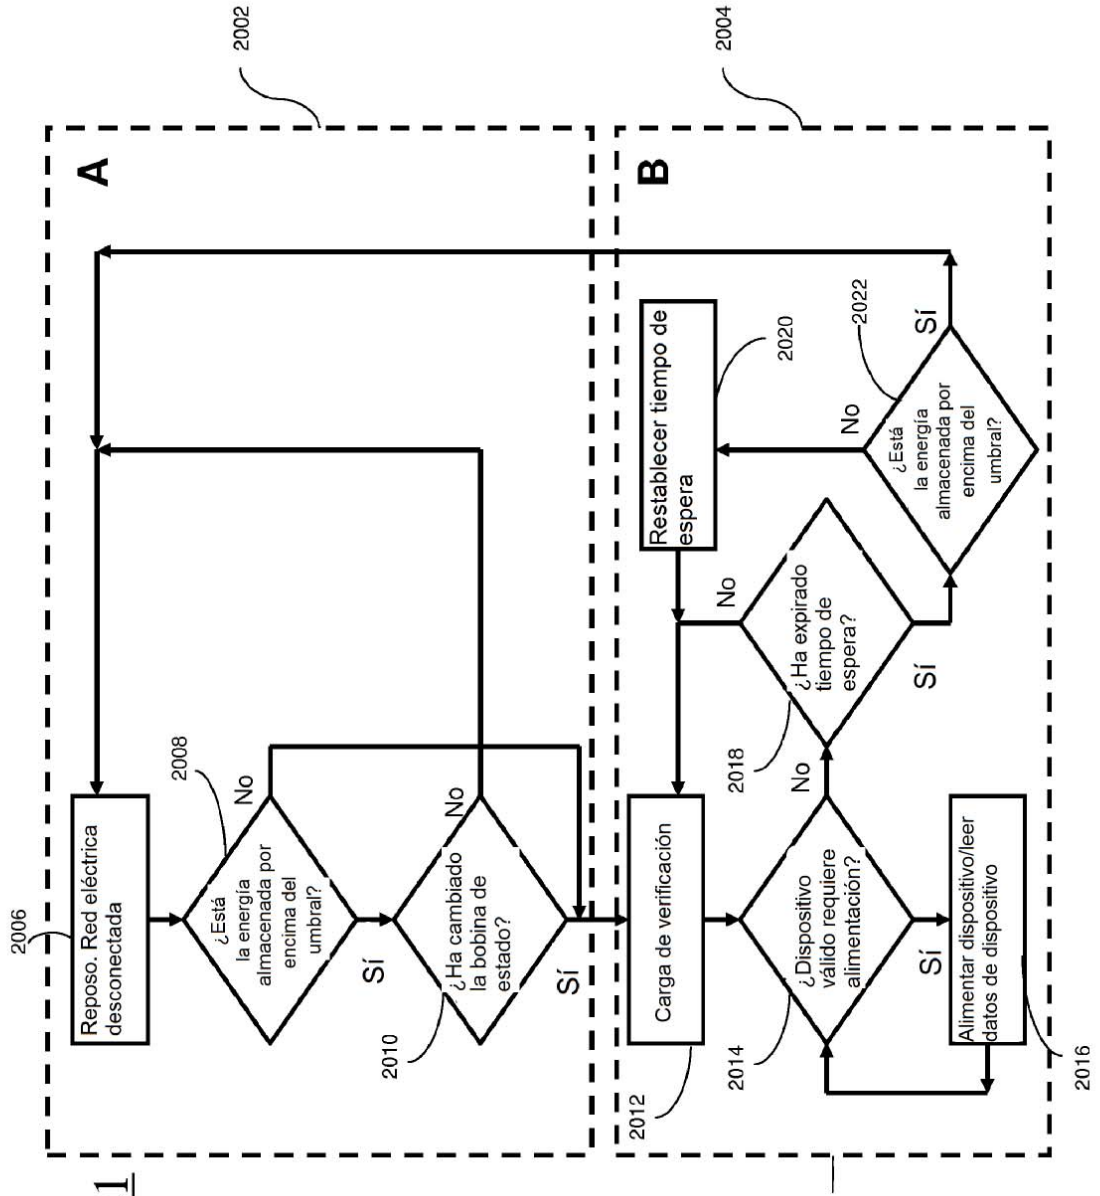 2002
A
2006
Reposo. Red eléctrica
desconectada
2008
¿Está
la energía
almacenada por
encima del
umbral?
No
Sí
2010
¿Ha cambiado
la bobina de
estado?
No
Sí
2004
B
2012
Carga de verificación
2014
¿Dispositivo
válido requiere
alimentación?
No
Sí
2016
Alimentar dispositivo/leer
datos de dispositivo
2018
¿Ha expirado
tiempo de
espera?
No
Sí
2020
Restablecer tiempo de
espera
2022
¿Está
la energía
almacenada por
encima del
umbral?
No
Sí
1